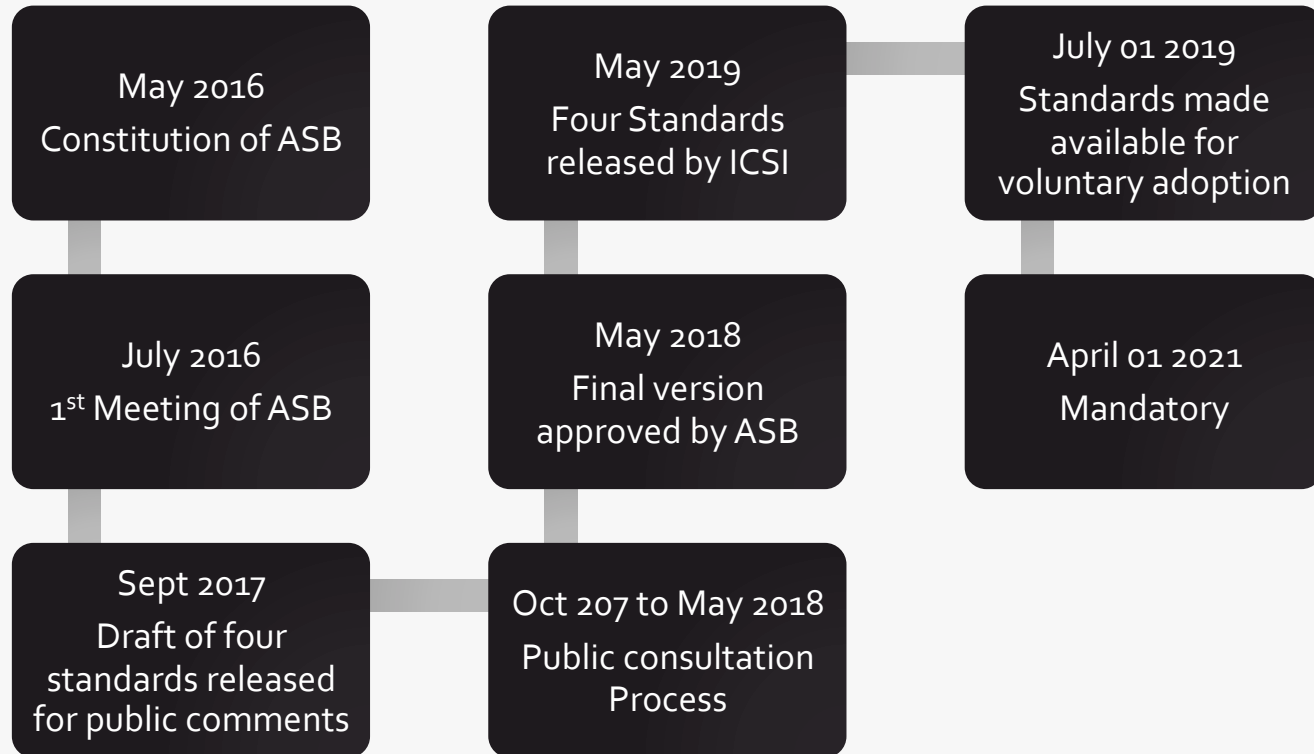 May 2016
Constitution of ASB
July 2016
1st Meeting of ASB
Sept 2017
Draft of four
standards released
for public comments
Oct 207 to May 2018
Public consultation
Process
May 2018
Final version
approved by ASB
May 2019
Four Standards
released by ICSI
July 01 2019
Standards made
available for
voluntary adoption
April 01 2021
Mandatory